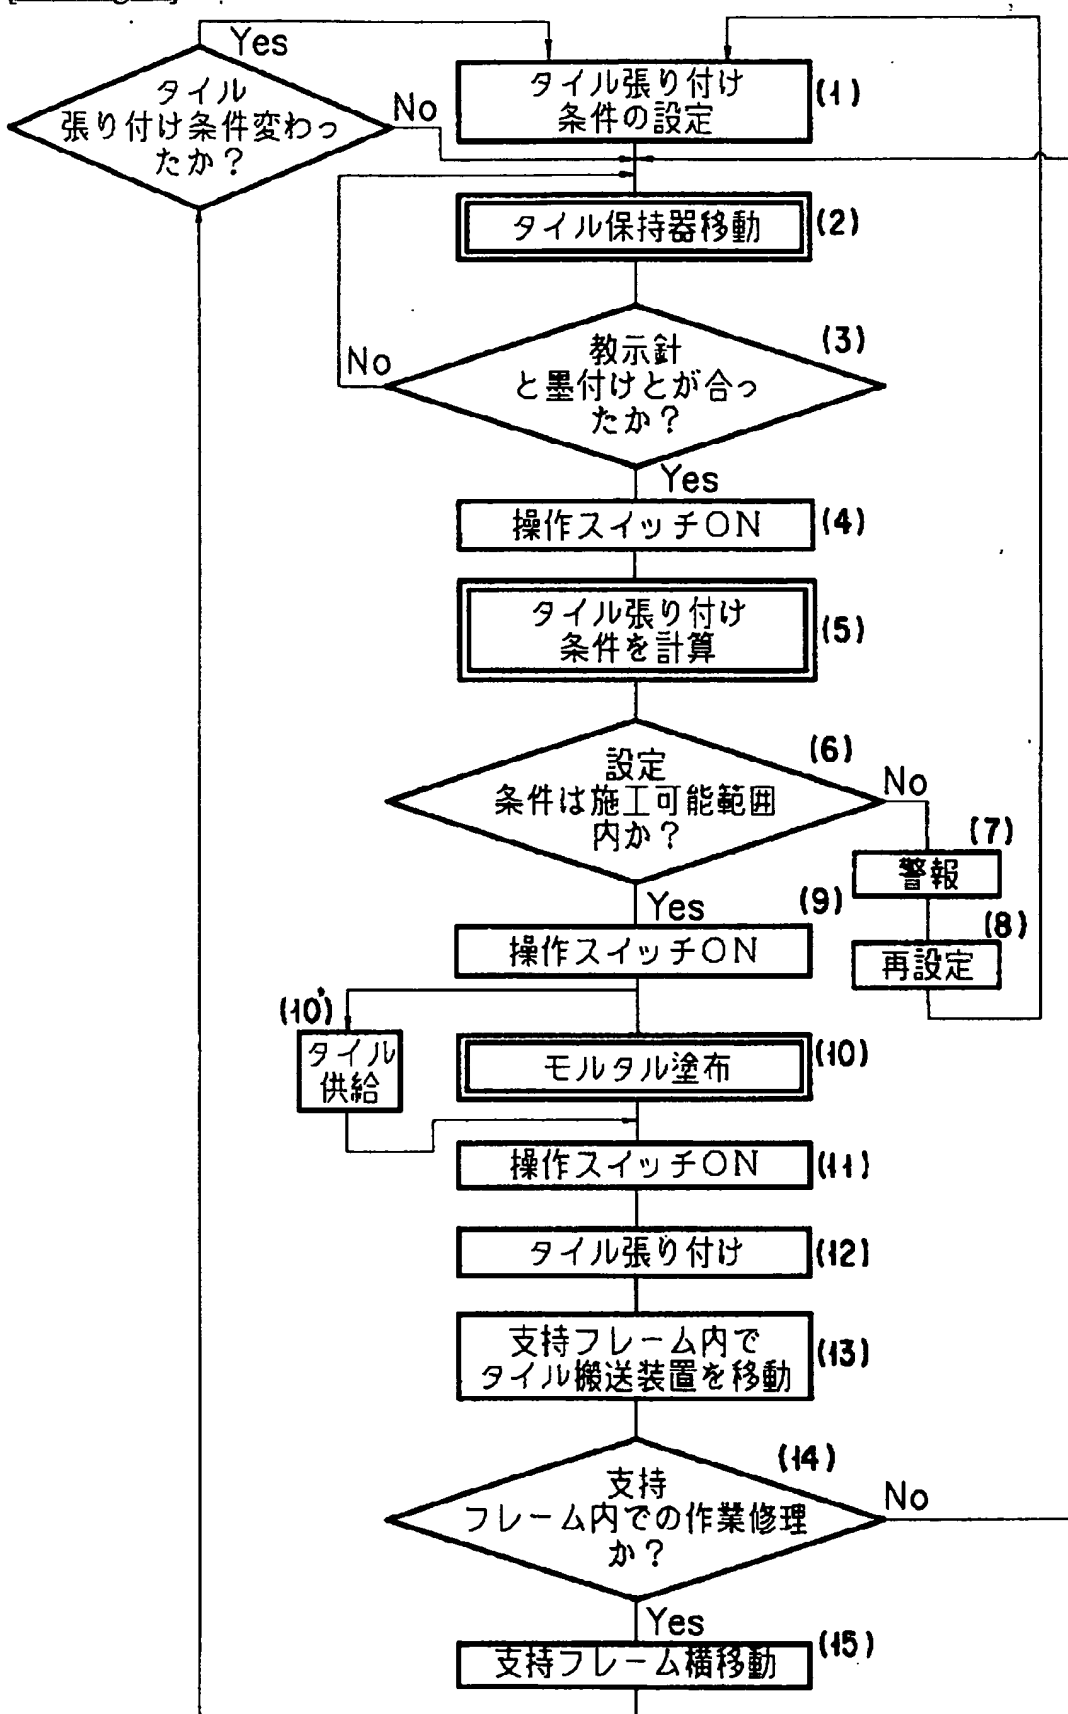 Yes
タイル
張り付け条件変わっ
たか？
No
タイル張り付け
条件の設定
(1)
タイル保持器移動
(2)
教示針
と墨付けとが合っ
たか？
(3)
No
Yes
操作スイッチON
(4)
タイル張り付け
条件を計算
(5)
設定
条件は施工可能範囲
内か？
(6)
No
(7)
警報
(8)
再設定
Yes
(9)
操作スイッチON
(10')
タイル
供給
モルタル塗布
(10)
操作スイッチON
(11)
タイル張り付け
(12)
支持フレーム内で
タイル搬送装置を移動
(13)
支持
フレーム内での作業修理
か？
(14)
No
Yes
支持フレーム横移動
(15)